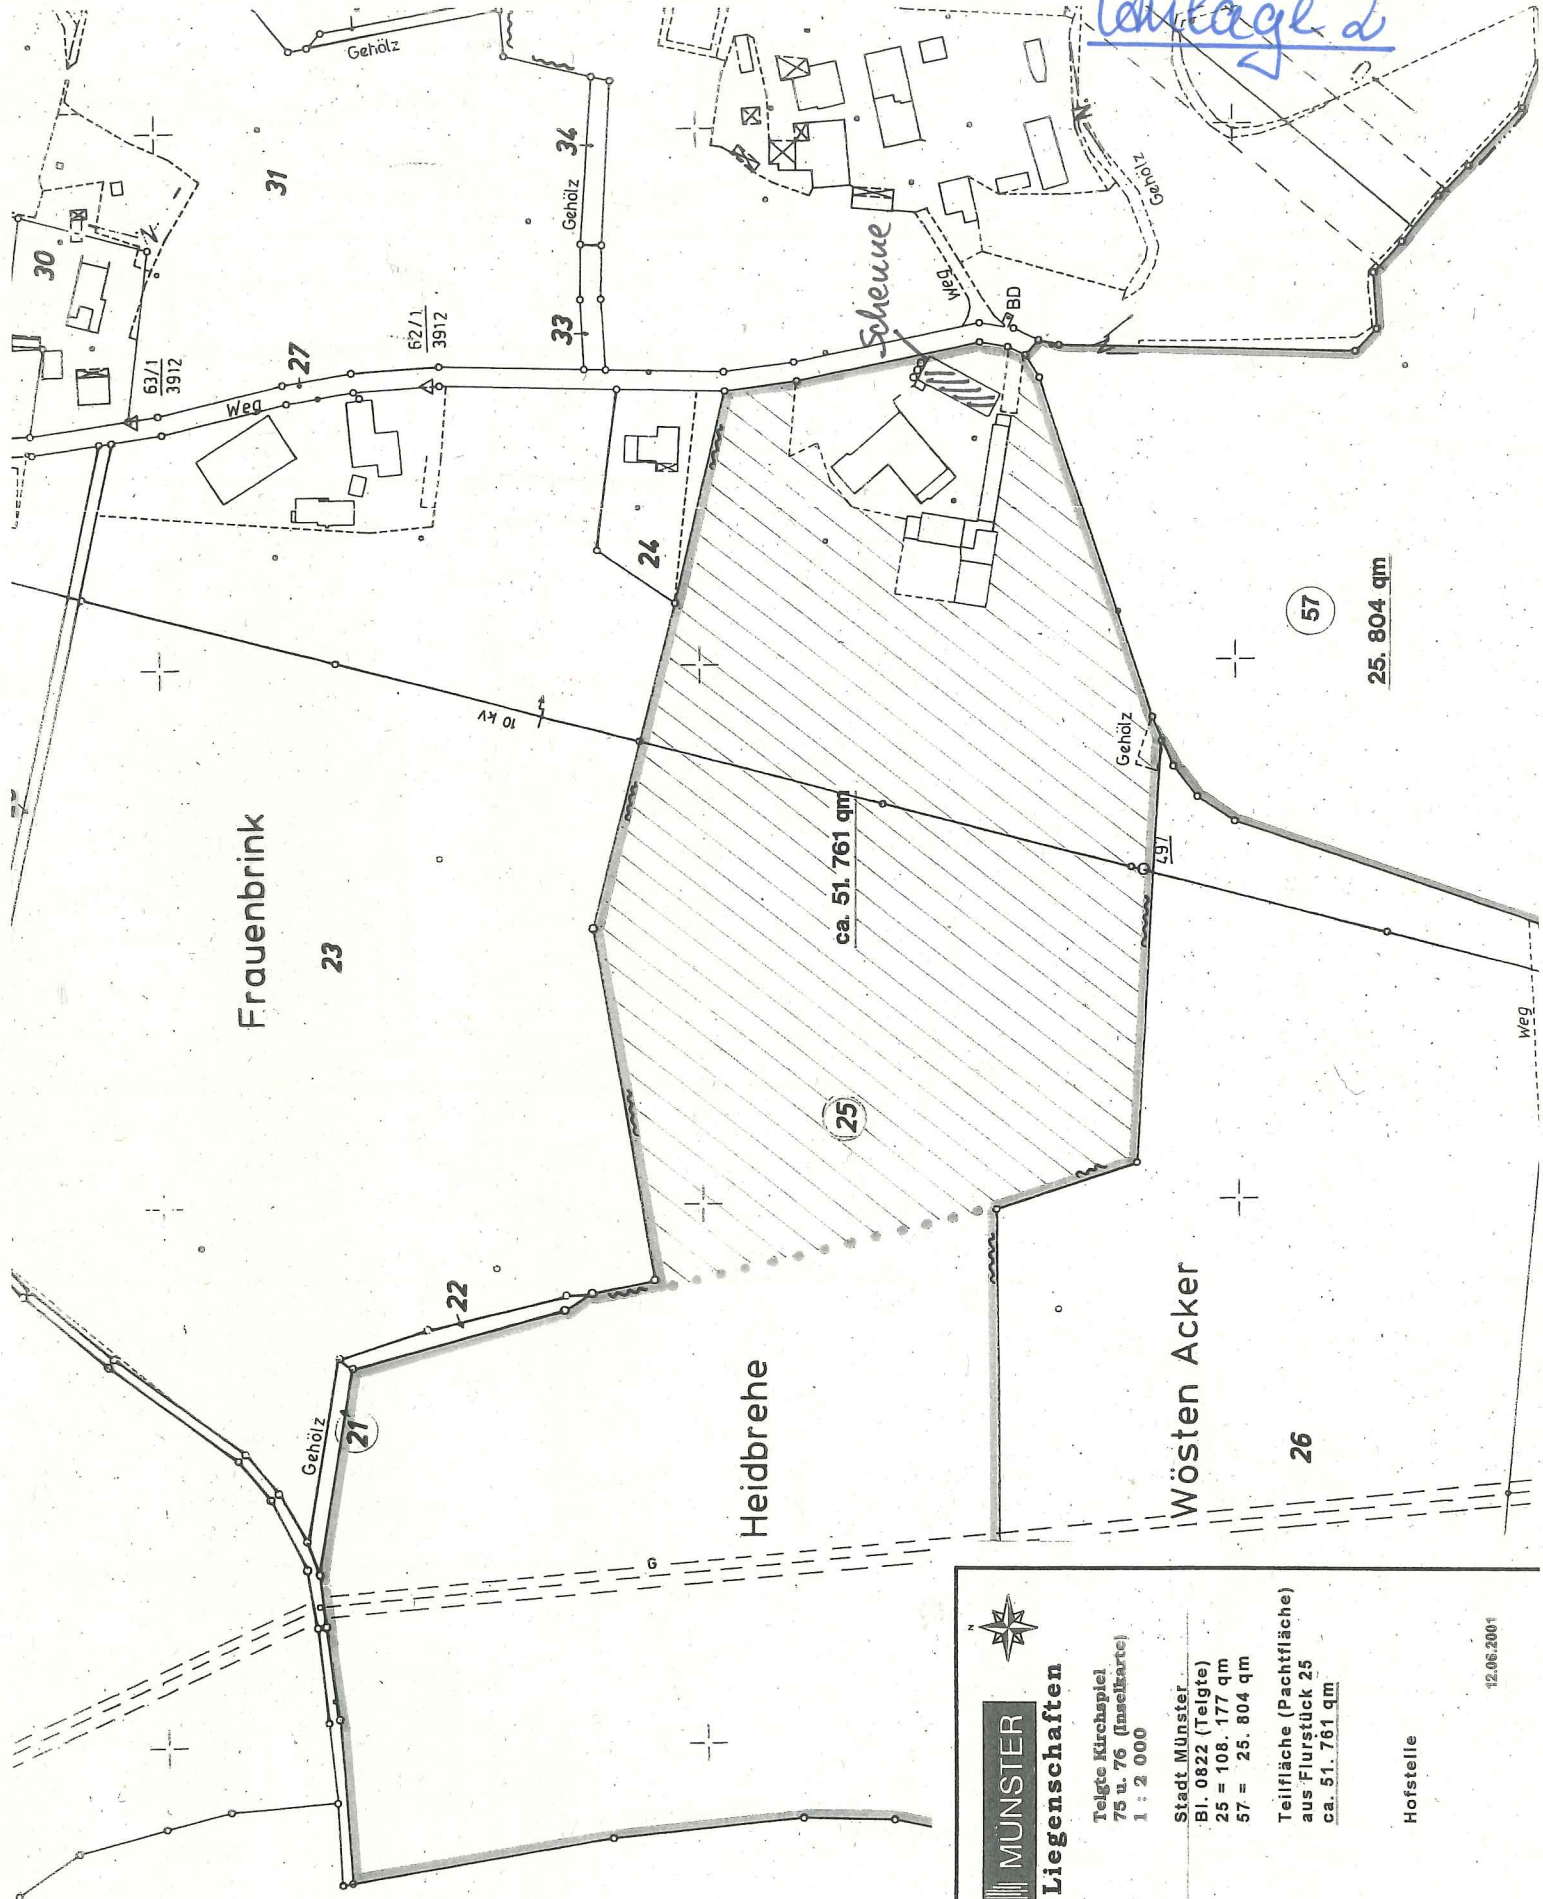 Anlage 2
Gehölz
34
Gehölz
31
30
33
62/1
3912
63/1
3912
27
Weg
Scheune
Weg
BD
Gehölz
24
10 kV
57
25. 804 qm
Gehölz
497
ca. 51. 761 qm
Frauenbrink
23
25
22
21
Gehölz
Heidbrehe
Wösten Acker
26
Weg
G
N
MÜNSTER
Liegenschaften
Telgte Kirchspiel
75 u. 76 (Inselkarte)
1 : 2 000
Stadt Münster
Bl. 0822 (Telgte)
25 = 108. 177 qm
57 = 25. 804 qm
Teilfläche (Pachtfläche)
aus Flurstück 25
ca. 51. 761 qm
Hofstelle
12.06.2001